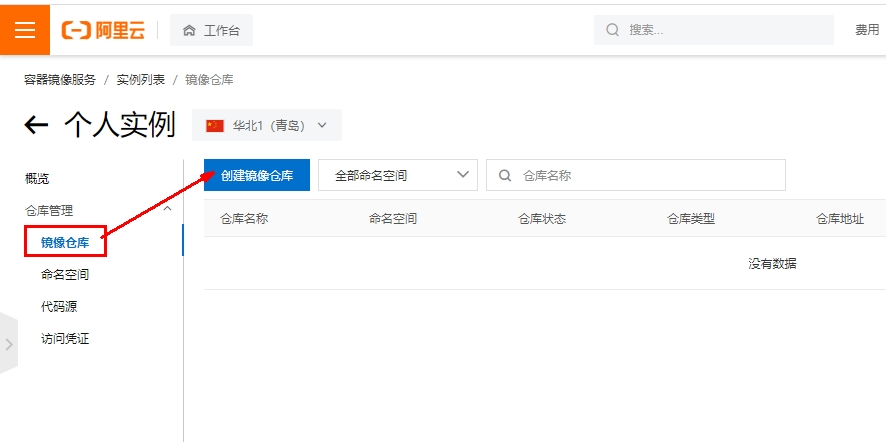 阿里云 工作台 搜索... 费用
容器镜像服务 / 实例列表 / 镜像仓库
个人实例 华北1（青岛）
概览
仓库管理
镜像仓库
命名空间
代码源
访问凭证
创建镜像仓库 全部命名空间 仓库名称
仓库名称 命名空间 仓库状态 仓库类型 仓库地址
没有数据